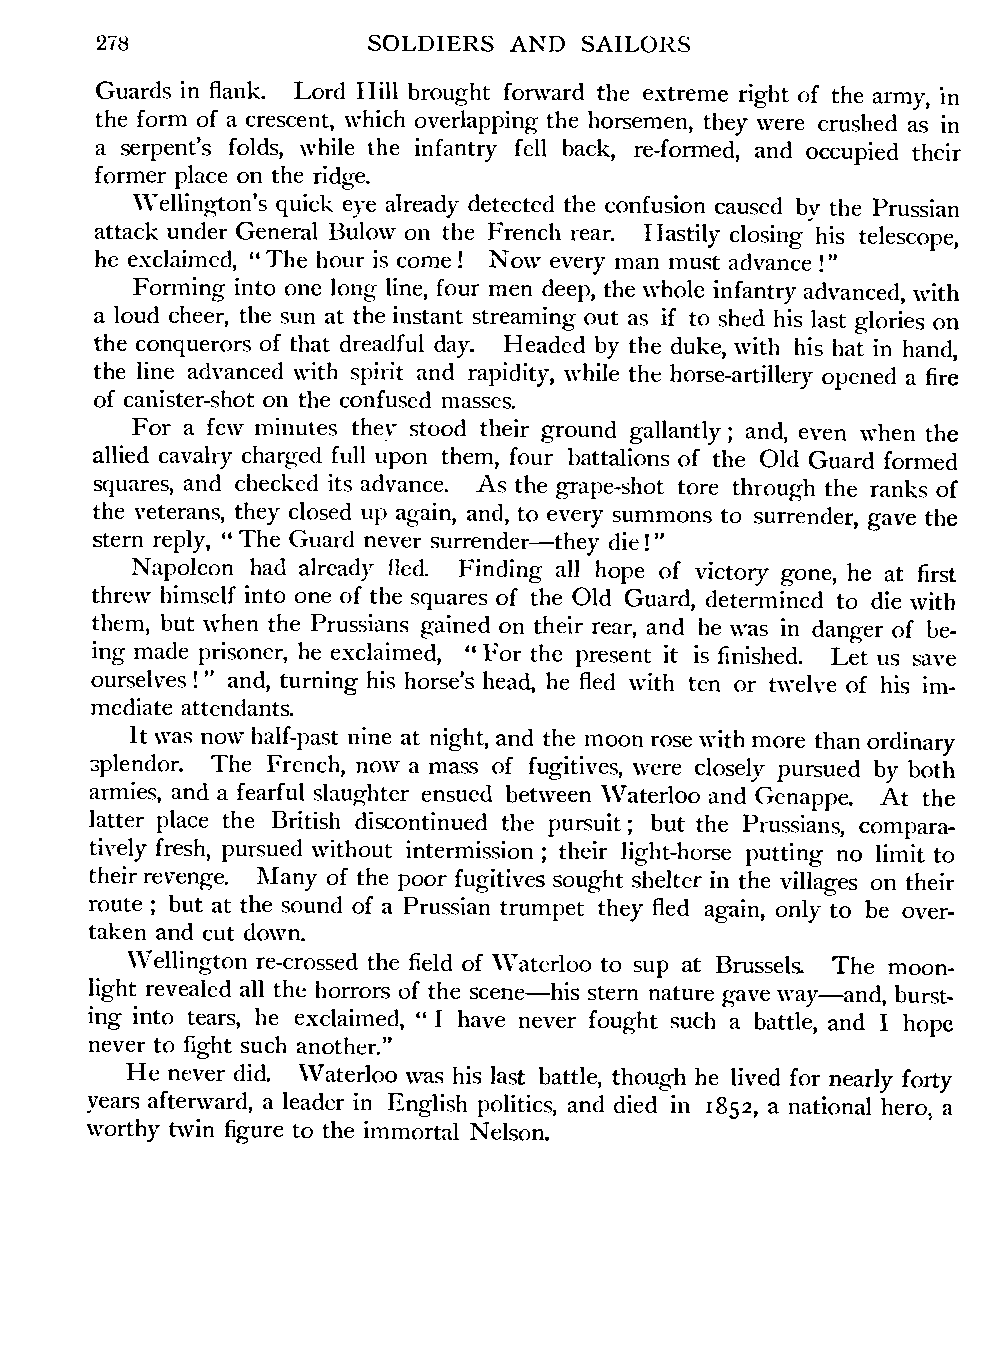 278 SOLDIERS AND SAILORS
Guards in flank. Lord Hill brought forward the extreme right of the army, in
the form of a crescent, which overlapping the horsemen, they were crushed as in
a serpent's folds, while the infantry fell back, re-formed, and occupied their
former place on the ridge.
Wellington's quick eye already detected the confusion caused by the Prussian
attack under General Bulow on the French rear. Hastily closing his telescope,
he exclaimed, "The hour is come! Now every man must advance!"
Forming into one long line, four men deep, the whole infantry advanced, with
a loud cheer, the sun at the instant streaming out as if to shed his last glories on
the conquerors of that dreadful day. Headed by the duke, with his hat in hand,
the line advanced with spirit and rapidity, while the horse-artillery opened a fire
of canister-shot on the confused masses.
For a few minutes they stood their ground gallantly; and, even when the
allied cavalry charged full upon them, four battalions of the Old Guard formed
squares, and checked its advance. As the grape-shot tore through the ranks of
the veterans, they closed up again, and, to every summons to surrender, gave the
stern reply, "The Guard never surrender—they die!"
Napoleon had already fled. Finding all hope of victory gone, he at first
threw himself into one of the squares of the Old Guard, determined to die with
them, but when the Prussians gained on their rear, and he was in danger of be-
ing made prisoner, he exclaimed, "For the present it is finished. Let us save
ourselves!" and, turning his horse's head, he fled with ten or twelve of his im-
mediate attendants.
It was now half-past nine at night, and the moon rose with more than ordinary
splendor. The French, now a mass of fugitives, were closely pursued by both
armies, and a fearful slaughter ensued between Waterloo and Genappe. At the
latter place the British discontinued the pursuit; but the Prussians, compara-
tively fresh, pursued without intermission; their light-horse putting no limit to
their revenge. Many of the poor fugitives sought shelter in the villages on their
route; but at the sound of a Prussian trumpet they fled again, only to be over-
taken and cut down.
Wellington re-crossed the field of Waterloo to sup at Brussels. The moon-
light revealed all the horrors of the scene—his stern nature gave way—and, burst-
ing into tears, he exclaimed, "I have never fought such a battle, and I hope
never to fight such another."
He never did. Waterloo was his last battle, though he lived for nearly forty
years afterward, a leader in English politics, and died in 1852, a national hero, a
worthy twin figure to the immortal Nelson.